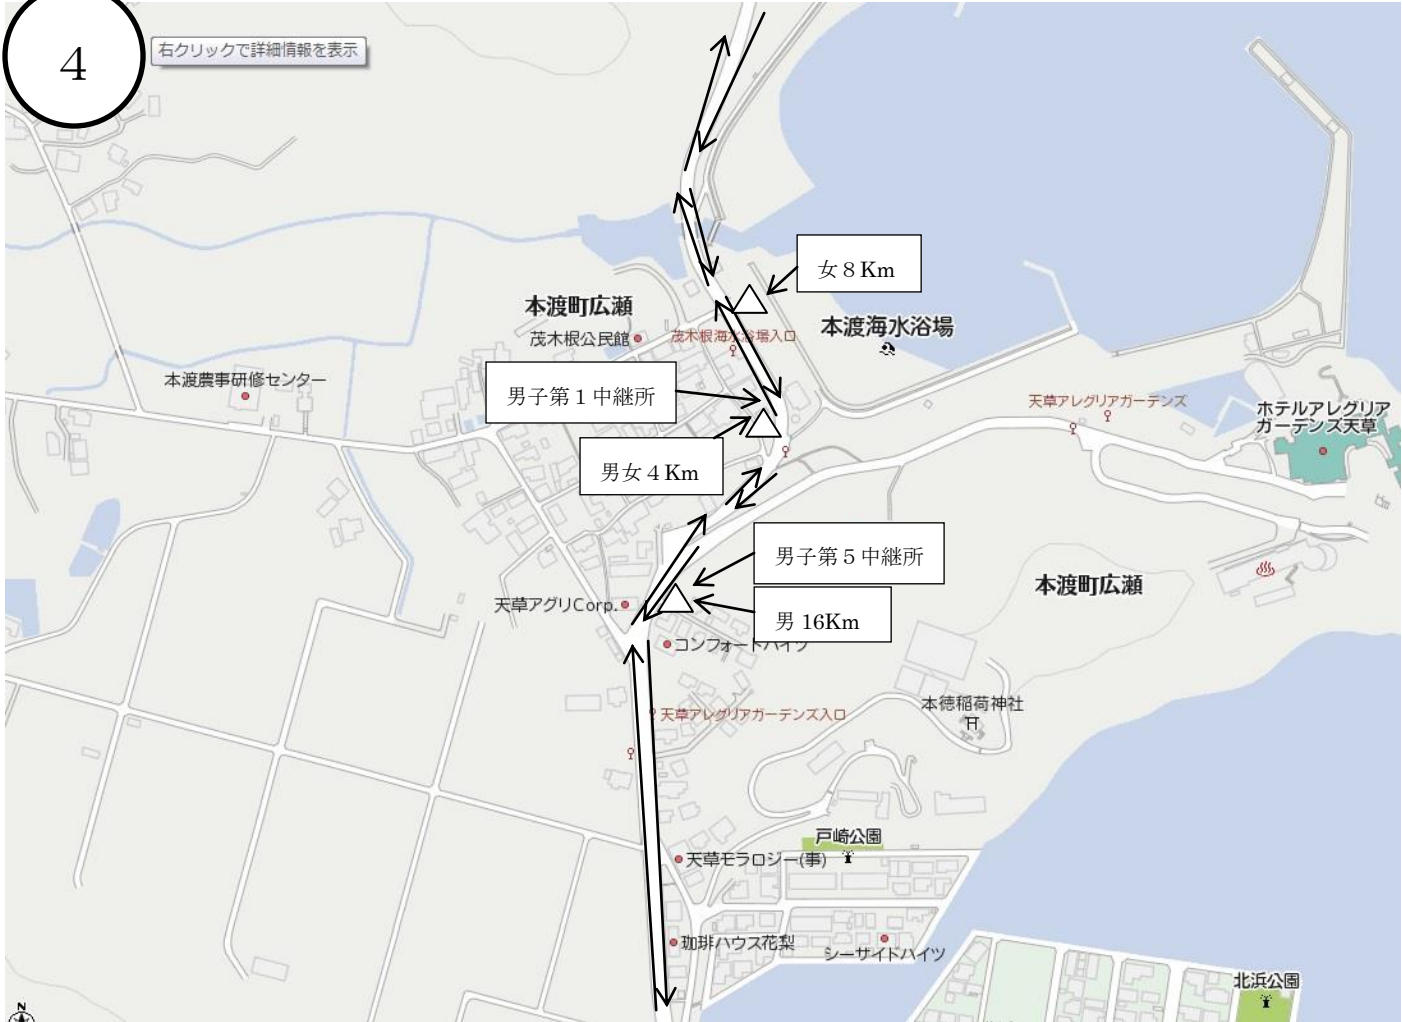 4
右クリックで詳細情報を表示
女８Km
本渡町広瀬
茂木根公民館
茂木根海水浴場入口
本渡海水浴場
本渡農事研修センター
男子第１中継所
天草アレグリアガーデンズ
ホテルアレグリア
ガーデンズ天草
男女４Km
男子第５中継所
本渡町広瀬
天草アグリCorp.
男 16Km
コンフォートハイツ
本徳稲荷神社
天草アレグリアガーデンズ入口
戸崎公園
天草モラロジー(事)
珈琲ハウス花梨
シーサイドハイツ
北浜公園
N